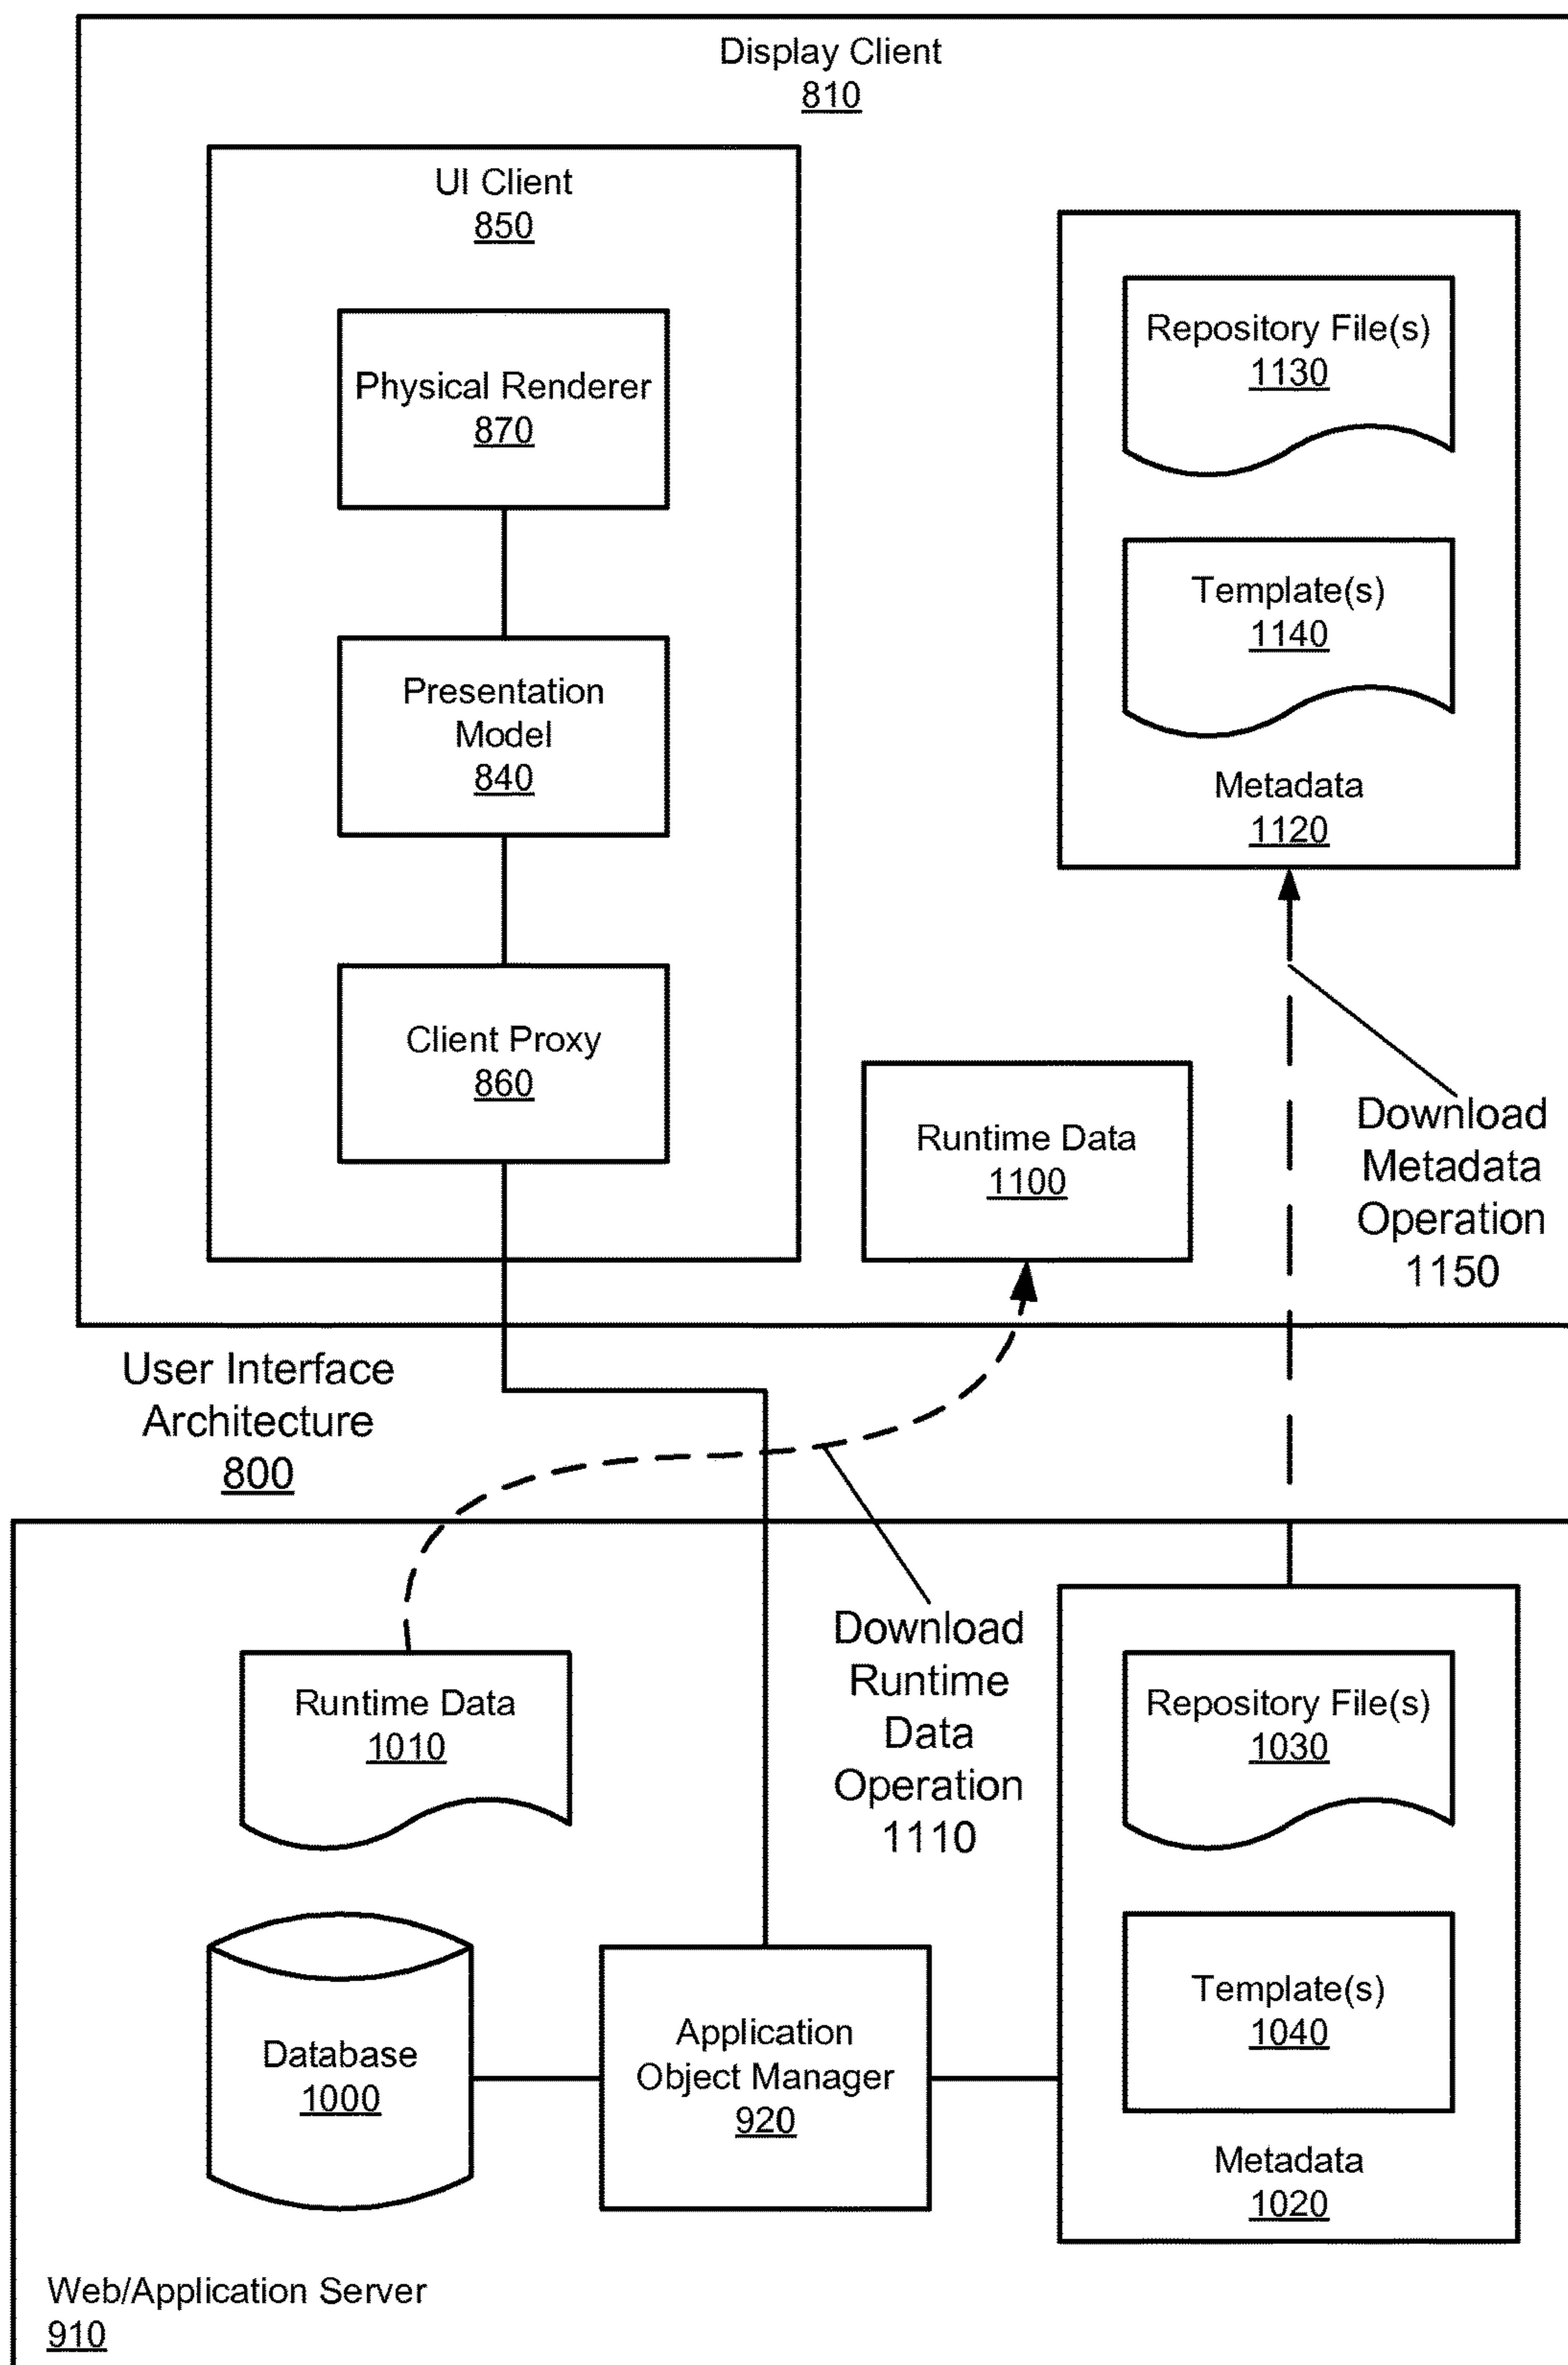 Display Client
810
UI Client
850
Physical Renderer
870
Presentation
Model
840
Client Proxy
860
Repository File(s)
1130
Template(s)
1140
Metadata
1120
Runtime Data
1100
Download
Metadata
Operation
1150
User Interface
Architecture
800
Runtime Data
1010
Download
Runtime
Data
Operation
1110
Repository File(s)
1030
Template(s)
1040
Metadata
1020
Database
1000
Application
Object Manager
920
Web/Application Server
910